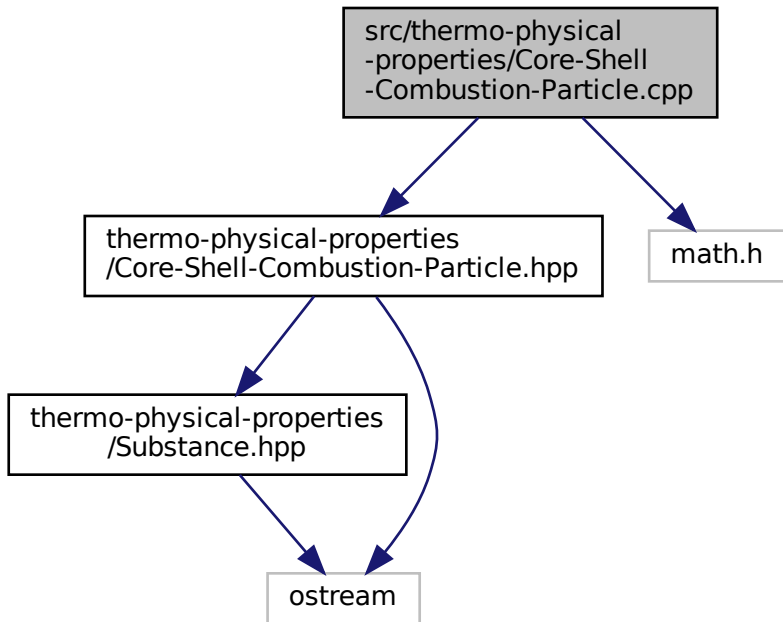 src/thermo-physical
-properties/Core-Shell
-Combustion-Particle.cpp
thermo-physical-properties
/Core-Shell-Combustion-Particle.hpp
math.h
thermo-physical-properties
/Substance.hpp
ostream